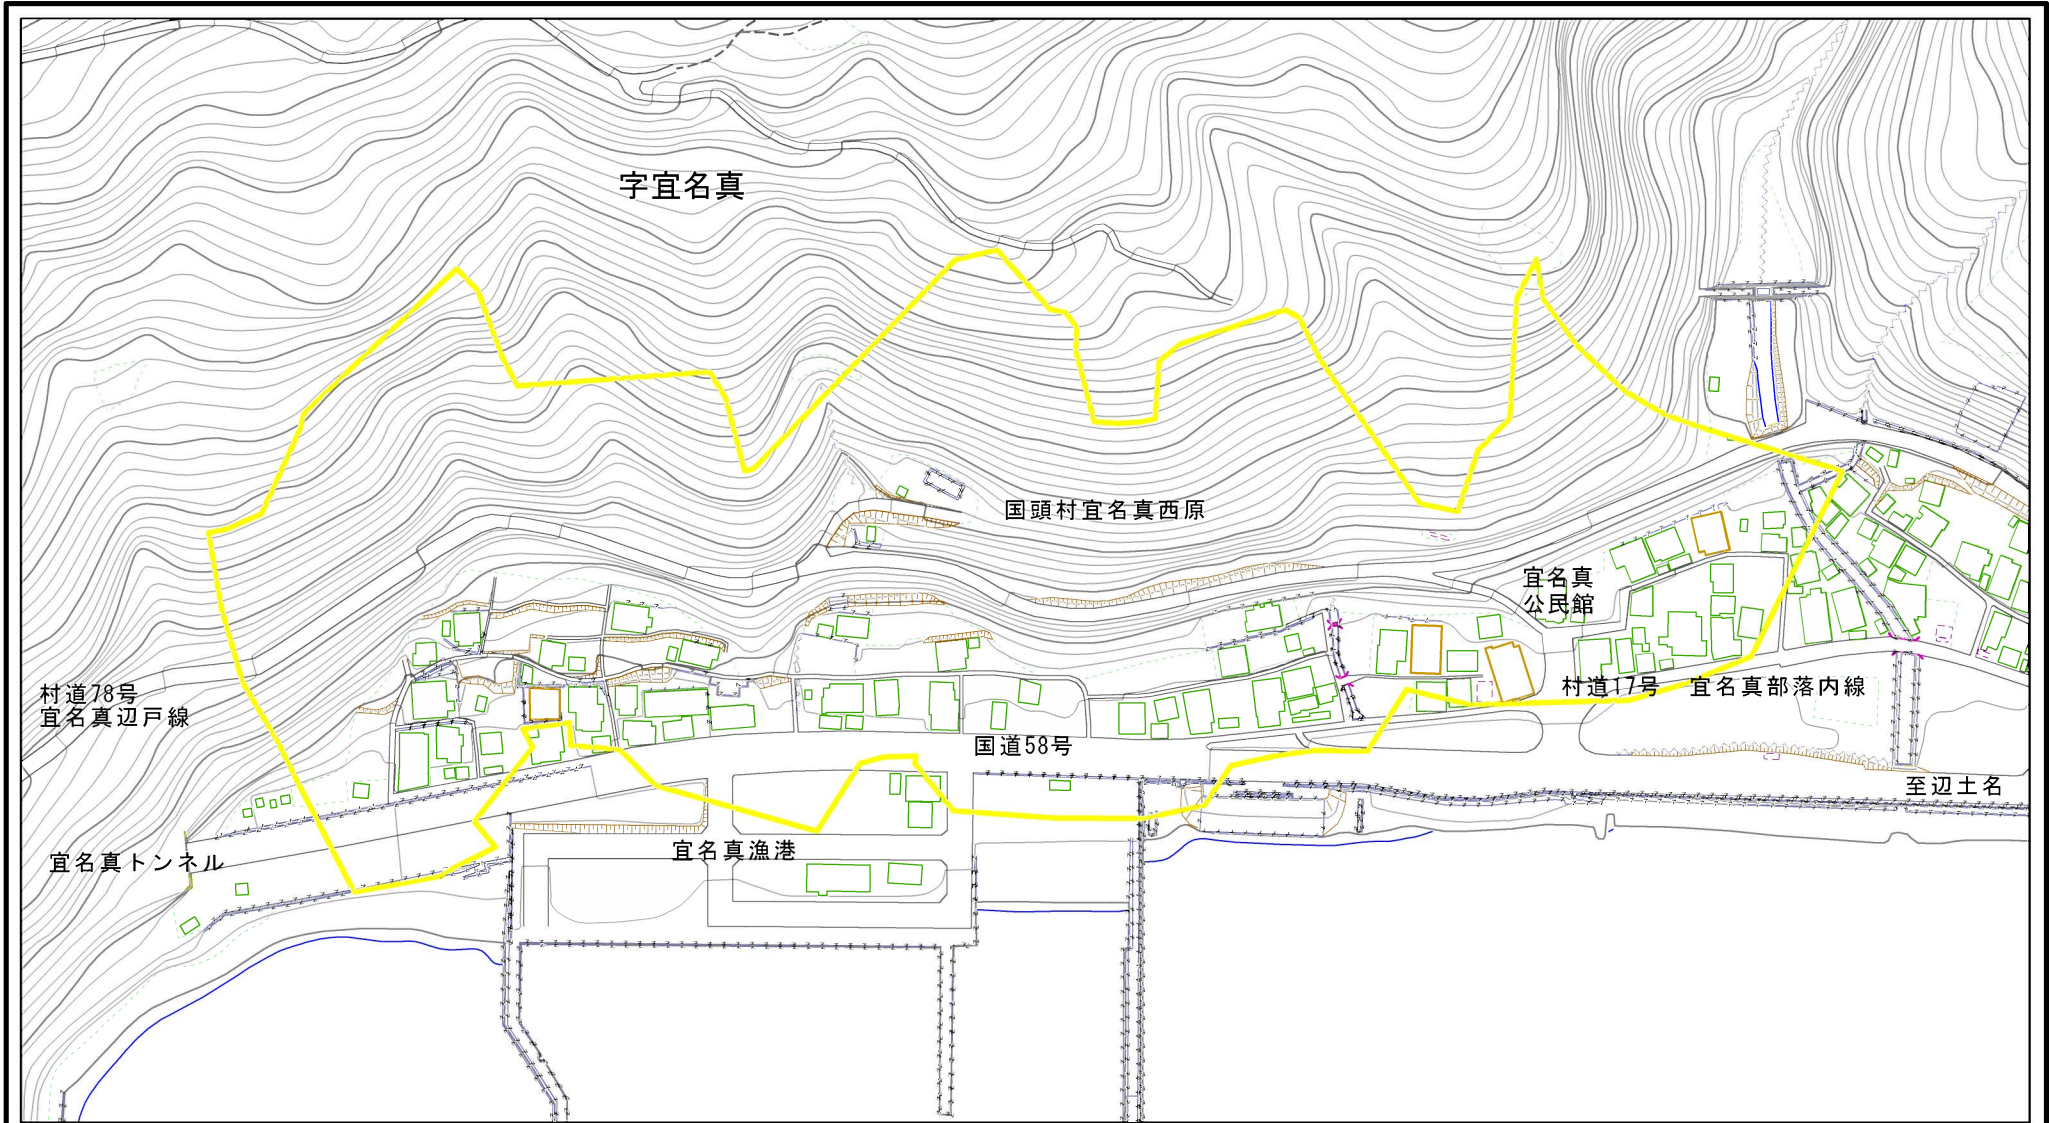 字宜名真
国頭村宜名真西原
宜名真
公民館
村道78号
宜名真辺戸線
村道17号　宜名真部落内線
国道58号
至辺土名
宜名真漁港
宜名真トンネル